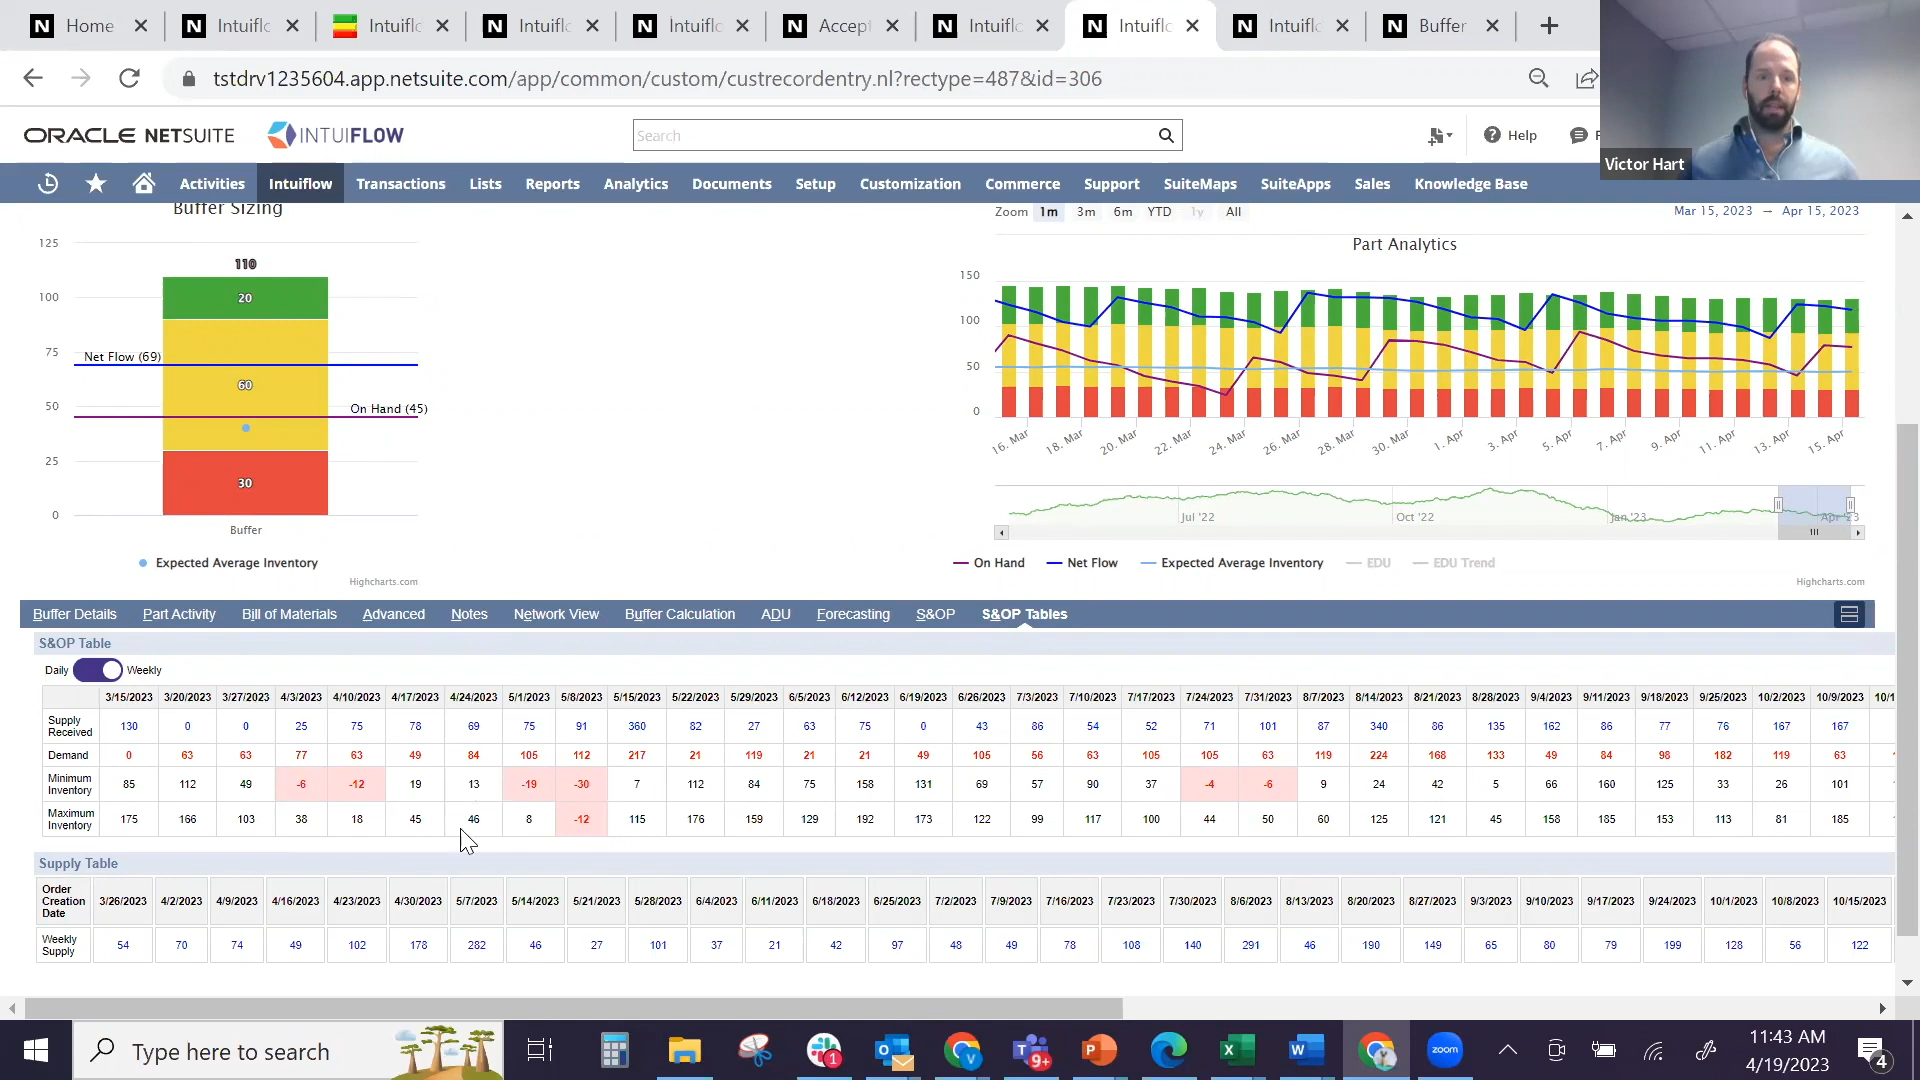 Home
Intuiflo
Intuiflo
Intuiflo
Intuiflo
Accept
Intuiflo
Intuiflo
Intuiflo
Buffer
tstdrv1235604.app.netsuite.com/app/common/custom/custrecordentry.nl?rectype=487&id=306
ORACLE NETSUITE INTUIFLOW
Search
Help
F
Victor Hart
Activities Intuiflow Transactions Lists Reports Analytics Documents Setup Customization Commerce Support SuiteMaps SuiteApps Sales Knowledge Base
Buffer Sizing
125
100
75
50
25
0
110
20
60
30
Net Flow (69)
On Hand (45)
Buffer
Expected Average Inventory
Highcharts.com
Zoom 1m 3m 6m YTD 1y All
Mar 15, 2023 → Apr 15, 2023
Part Analytics
150
100
50
0
16. Mar 18. Mar 20. Mar 22. Mar 24. Mar 26. Mar 28. Mar 30. Mar 1. Apr 3. Apr 5. Apr 7. Apr 9. Apr 11. Apr 13. Apr 15. Apr
Jul '22 Oct '22 Jan '23 Apr '23
On Hand Net Flow Expected Average Inventory EDU EDU Trend
Highcharts.com
Buffer Details Part Activity Bill of Materials Advanced Notes Network View Buffer Calculation ADU Forecasting S&OP S&OP Tables
S&OP Table
Daily Weekly
3/15/2023 3/20/2023 3/27/2023 4/3/2023 4/10/2023 4/17/2023 4/24/2023 5/1/2023 5/8/2023 5/15/2023 5/22/2023 5/29/2023 6/5/2023 6/12/2023 6/19/2023 6/26/2023 7/3/2023 7/10/2023 7/17/2023 7/24/2023 7/31/2023 8/7/2023 8/14/2023 8/21/2023 8/28/2023 9/4/2023 9/11/2023 9/18/2023 9/25/2023 10/2/2023 10/9/2023 10/1
Supply Received 130 0 0 25 75 78 69 75 91 360 82 27 63 75 0 43 86 54 52 71 101 87 340 86 135 162 86 77 76 167 167
Demand 0 63 63 77 63 49 84 105 112 217 21 119 21 21 49 105 56 63 105 105 63 119 224 168 133 49 84 98 182 119 63
Minimum Inventory 85 112 49 -6 -12 19 13 -19 -30 7 112 84 75 158 131 69 57 90 37 -4 -6 9 24 42 5 66 160 125 33 26 101
Maximum Inventory 175 166 103 38 18 45 46 8 -12 115 176 159 129 192 173 122 99 117 100 44 50 60 125 121 45 158 185 153 113 81 185
Supply Table
Order Creation Date 3/26/2023 4/2/2023 4/9/2023 4/16/2023 4/23/2023 4/30/2023 5/7/2023 5/14/2023 5/21/2023 5/28/2023 6/4/2023 6/11/2023 6/18/2023 6/25/2023 7/2/2023 7/9/2023 7/16/2023 7/23/2023 7/30/2023 8/6/2023 8/13/2023 8/20/2023 8/27/2023 9/3/2023 9/10/2023 9/17/2023 9/24/2023 10/1/2023 10/8/2023 10/15/2023
Weekly Supply 54 70 74 49 102 178 282 46 27 101 37 21 42 97 48 49 78 108 140 291 46 190 149 65 80 79 199 128 56 122
Type here to search
1
9+
zoom
11:43 AM
4/19/2023
4